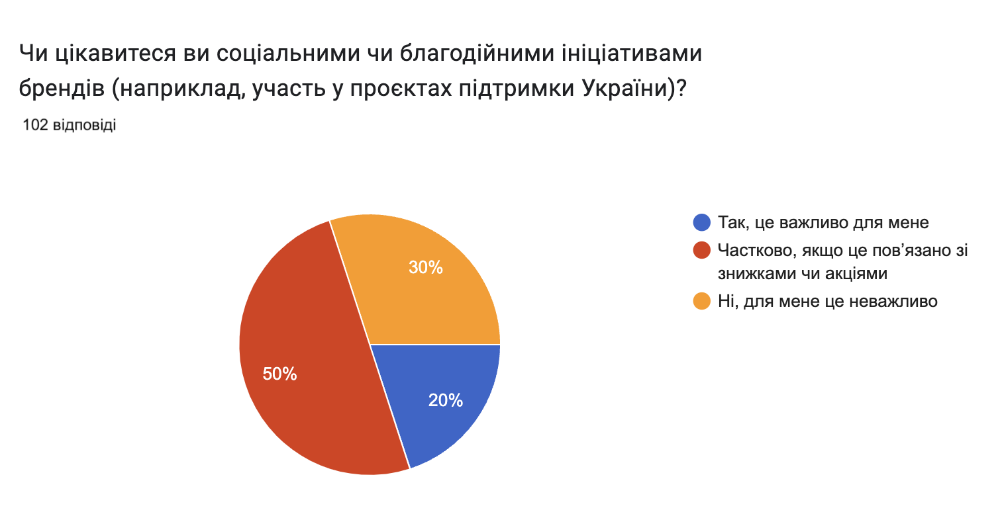 Чи цікавитеся ви соціальними чи благодійними ініціативами
брендів (наприклад, участь у проєктах підтримки України)?
102 відповіді
Так, це важливо для мене
Частково, якщо це пов’язано зі
знижками чи акціями
Ні, для мене це неважливо
30%
50%
20%